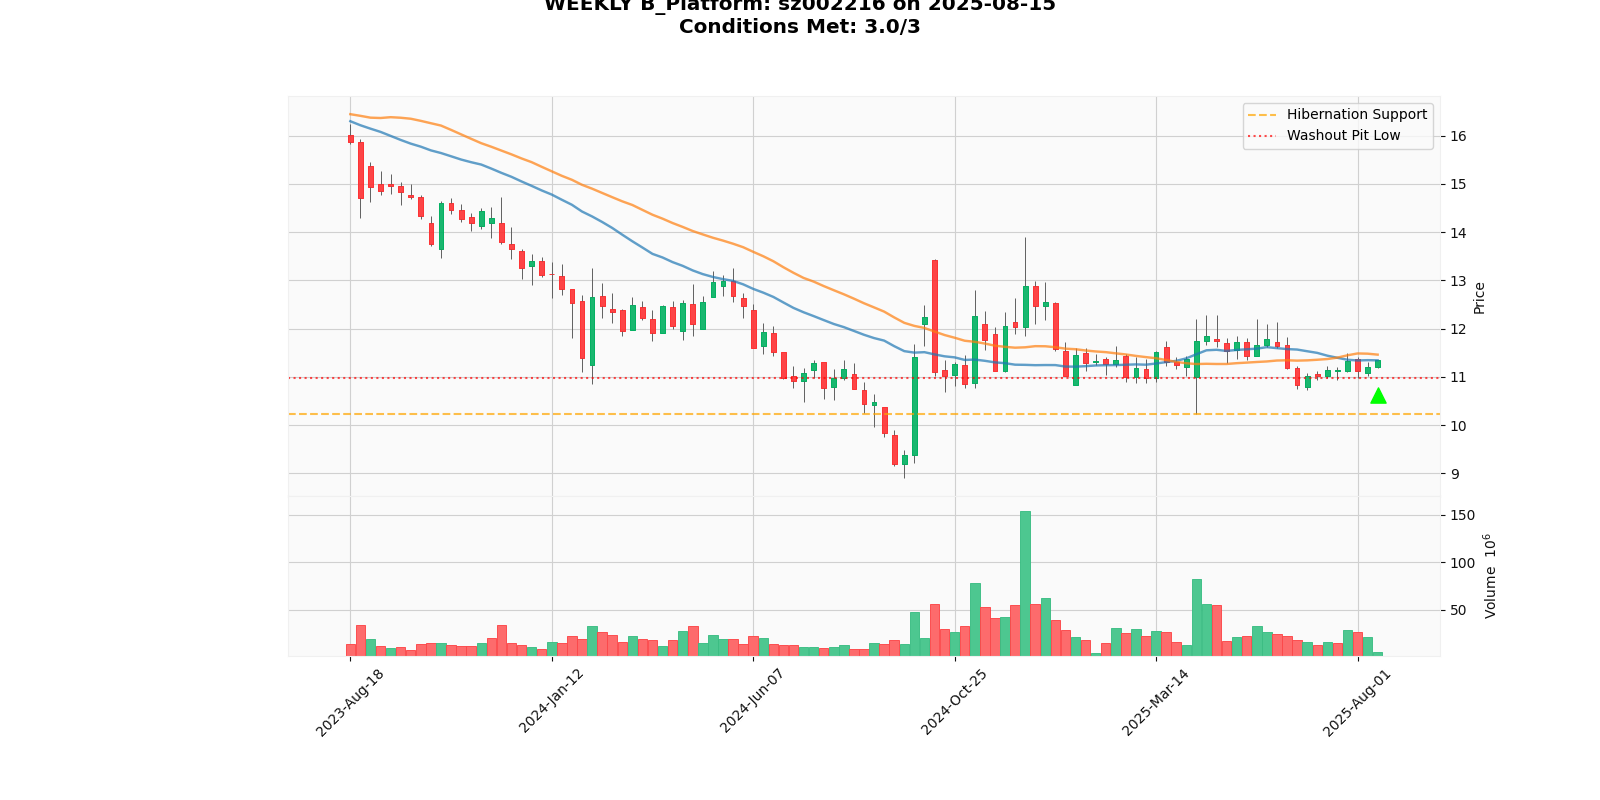 WEEKLY B_Platform: sz002216 on 2025-08-15
Conditions Met: 3.0/3
Hibernation Support
Washout Pit Low
16
15
14
13
12
11
10
9
Price
150
100
50
Volume 10⁶
2023-Aug-18
2024-Jan-12
2024-Jun-07
2024-Oct-25
2025-Mar-14
2025-Aug-01